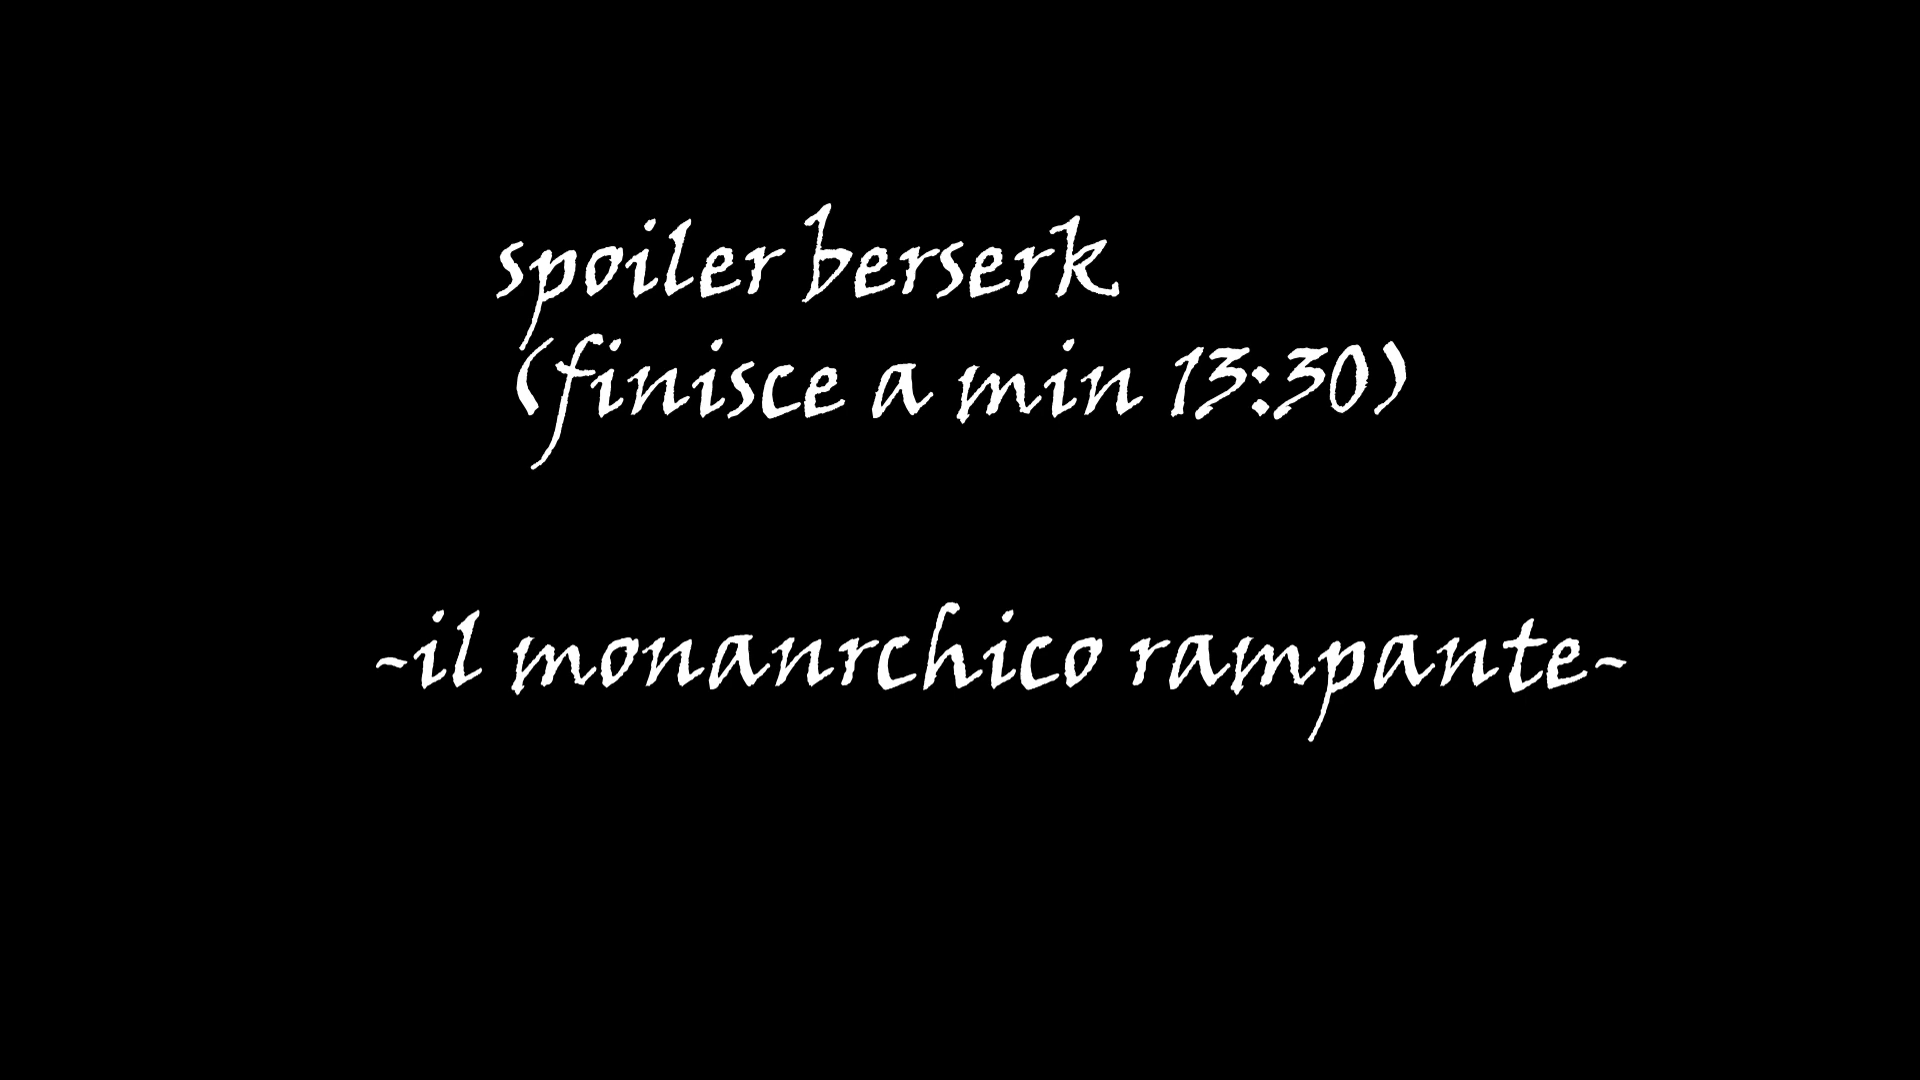 spoiler berserk
(finisce a min 13:30)
~il monanrchico rampante~